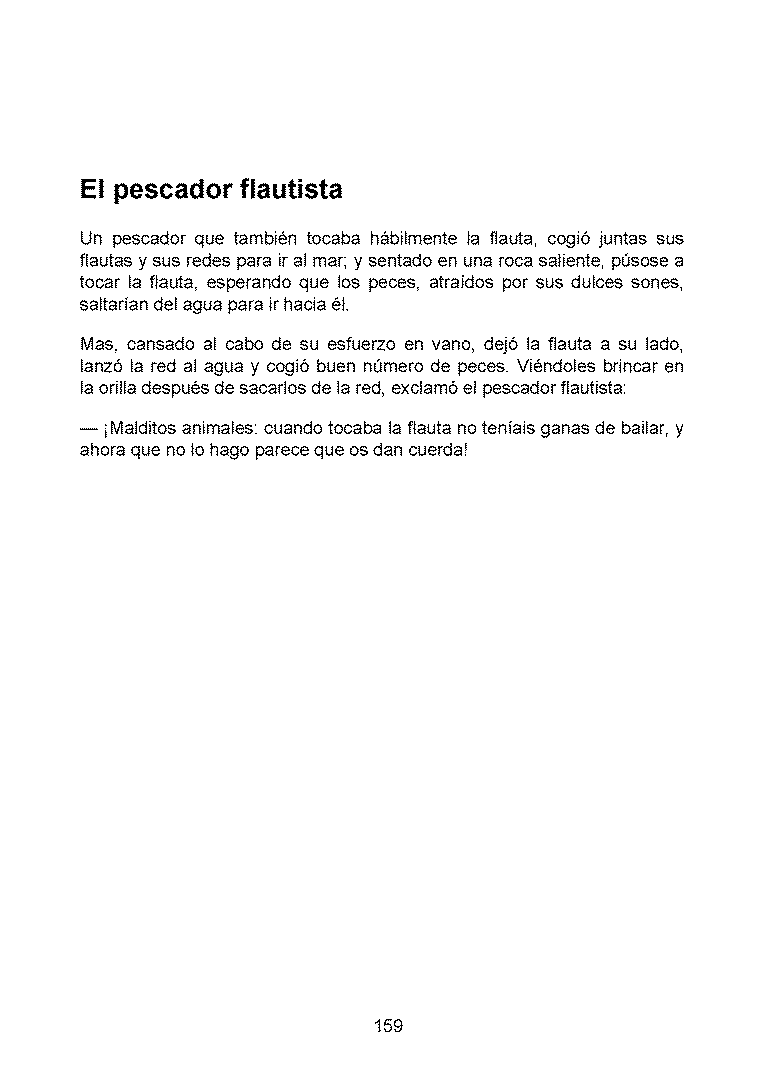 El pescador flautista
Un pescador que también tocaba hábilmente la flauta, cogió juntas sus
flautas y sus redes para ir al mar; y sentado en una roca saliente, púsose a
tocar la flauta, esperando que los peces, atraídos por sus dulces sones,
saltarían del agua para ir hacia él.
Mas, cansado al cabo de su esfuerzo en vano, dejó la flauta a su lado,
lanzó la red al agua y cogió buen número de peces. Viéndoles brincar en
la orilla después de sacarlos de la red, exclamó el pescador flautista:
— ¡Malditos animales: cuando tocaba la flauta no teníais ganas de bailar, y
ahora que no lo hago parece que os dan cuerda!
159